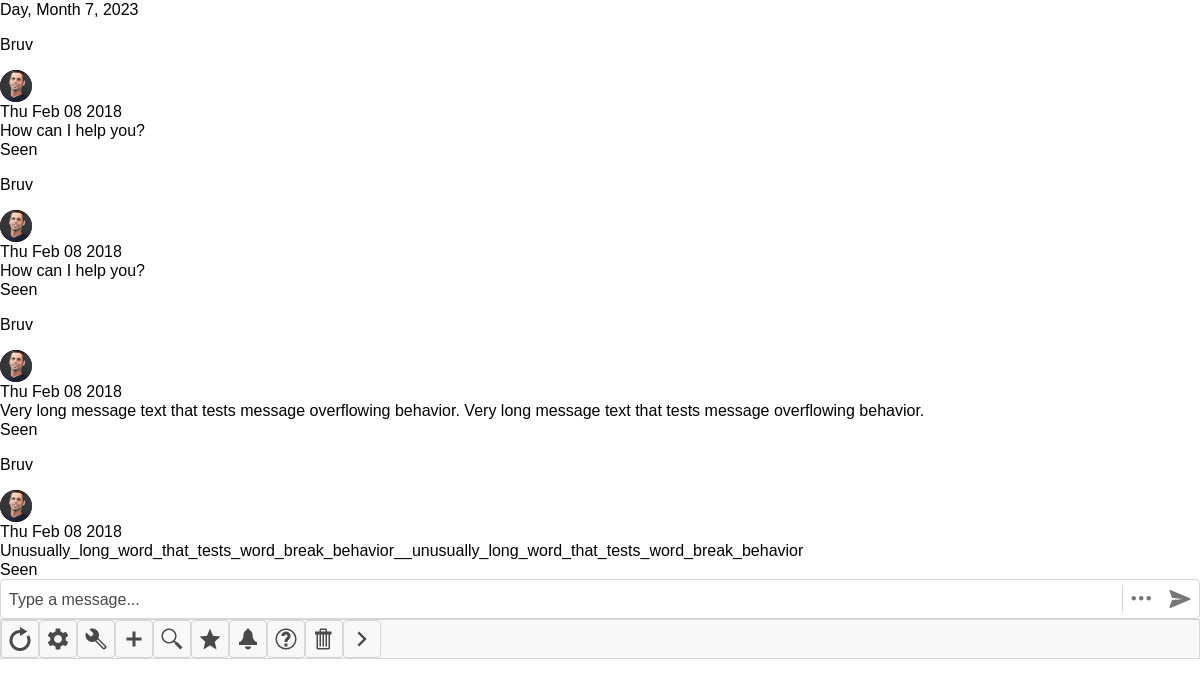 Day, Month 7, 2023
Bruv
Thu Feb 08 2018
How can I help you?
Seen
Bruv
Thu Feb 08 2018
How can I help you?
Seen
Bruv
Thu Feb 08 2018
Very long message text that tests message overflowing behavior. Very long message text that tests message overflowing behavior.
Seen
Bruv
Thu Feb 08 2018
Unusually_long_word_that_tests_word_break_behavior__unusually_long_word_that_tests_word_break_behavior
Seen
Type a message...